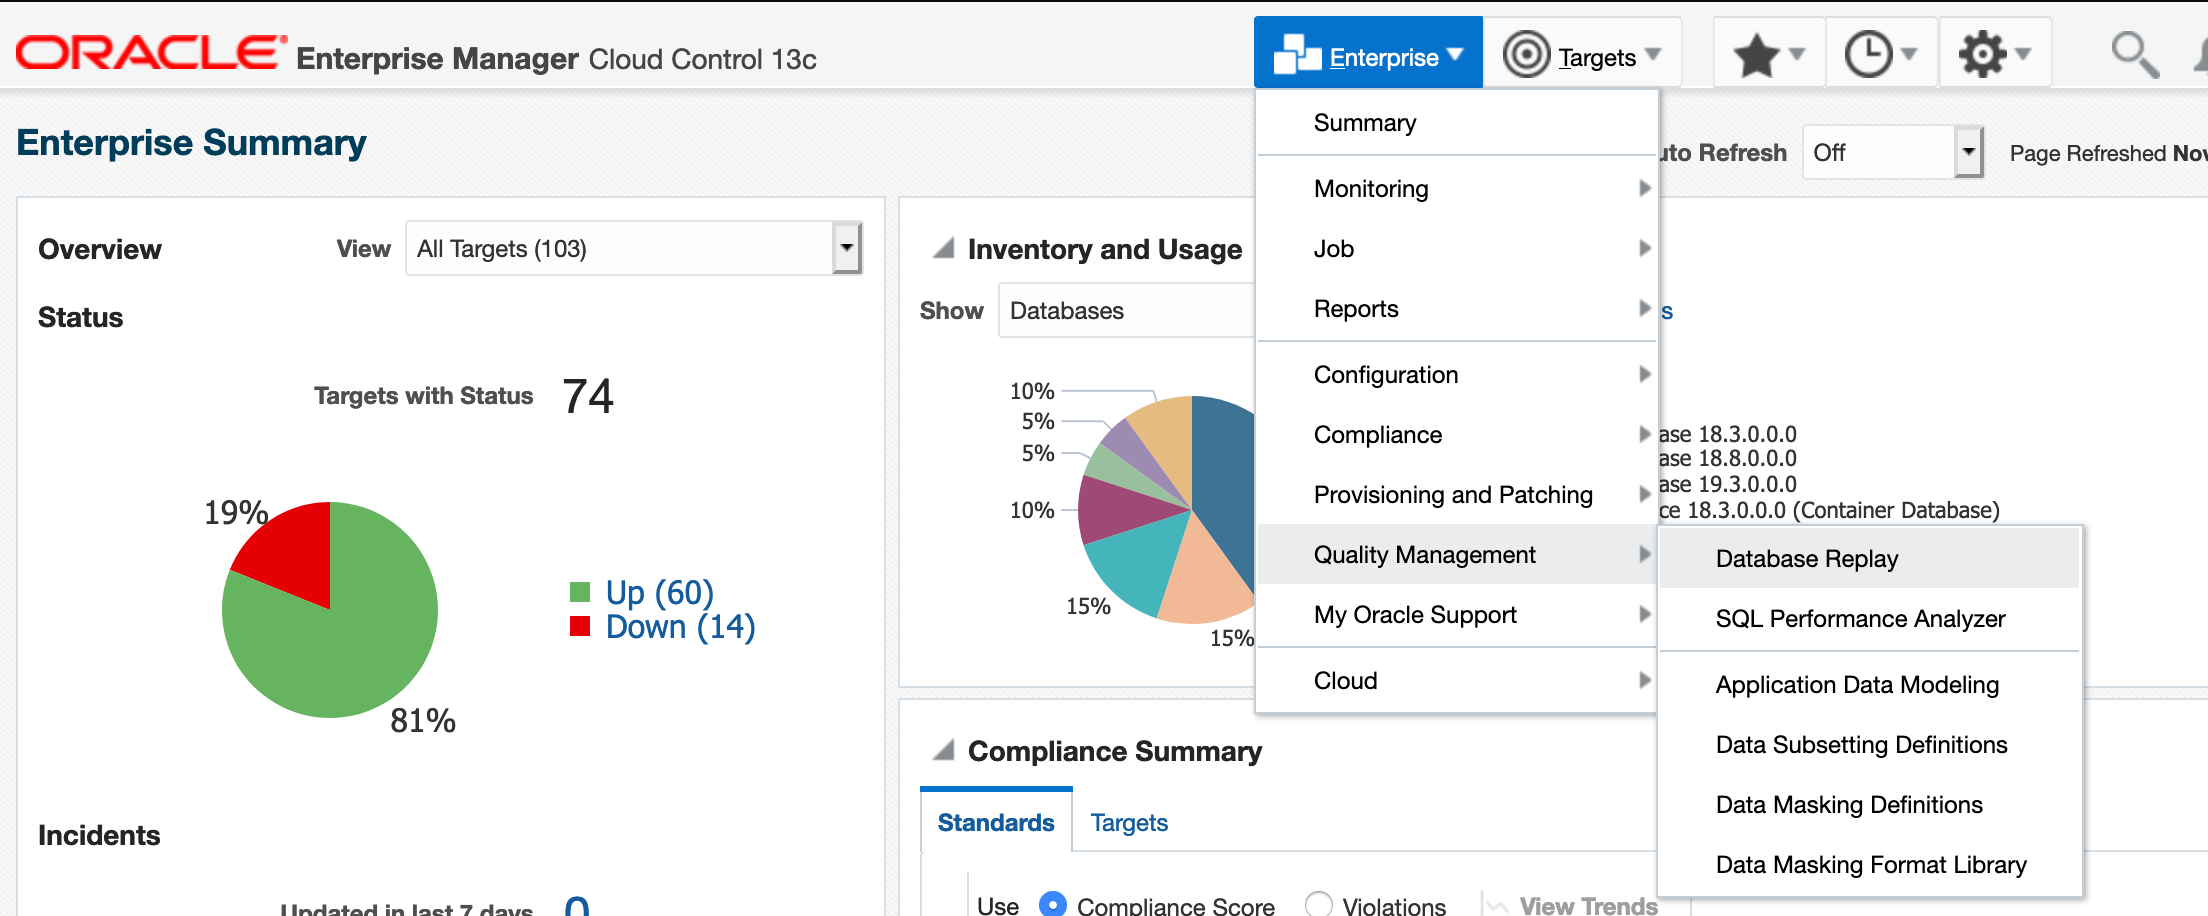 ORACLE Enterprise Manager Cloud Control 13c
Enterprise
Targets
Enterprise Summary
Auto Refresh Off
Page Refreshed Nov
Overview
View All Targets (103)
Status
Targets with Status 74
19%
81%
Up (60)
Down (14)
Incidents
Updated in last 7 days 0
Inventory and Usage
Show Databases
10%
5%
5%
10%
15%
15%
ase 18.3.0.0.0
ase 18.8.0.0.0
ase 19.3.0.0.0
ce 18.3.0.0.0 (Container Database)
Compliance Summary
Standards Targets
Use Compliance Score Violations View Trends
Summary
Monitoring
Job
Reports
Configuration
Compliance
Provisioning and Patching
Quality Management
My Oracle Support
Cloud
Database Replay
SQL Performance Analyzer
Application Data Modeling
Data Subsetting Definitions
Data Masking Definitions
Data Masking Format Library